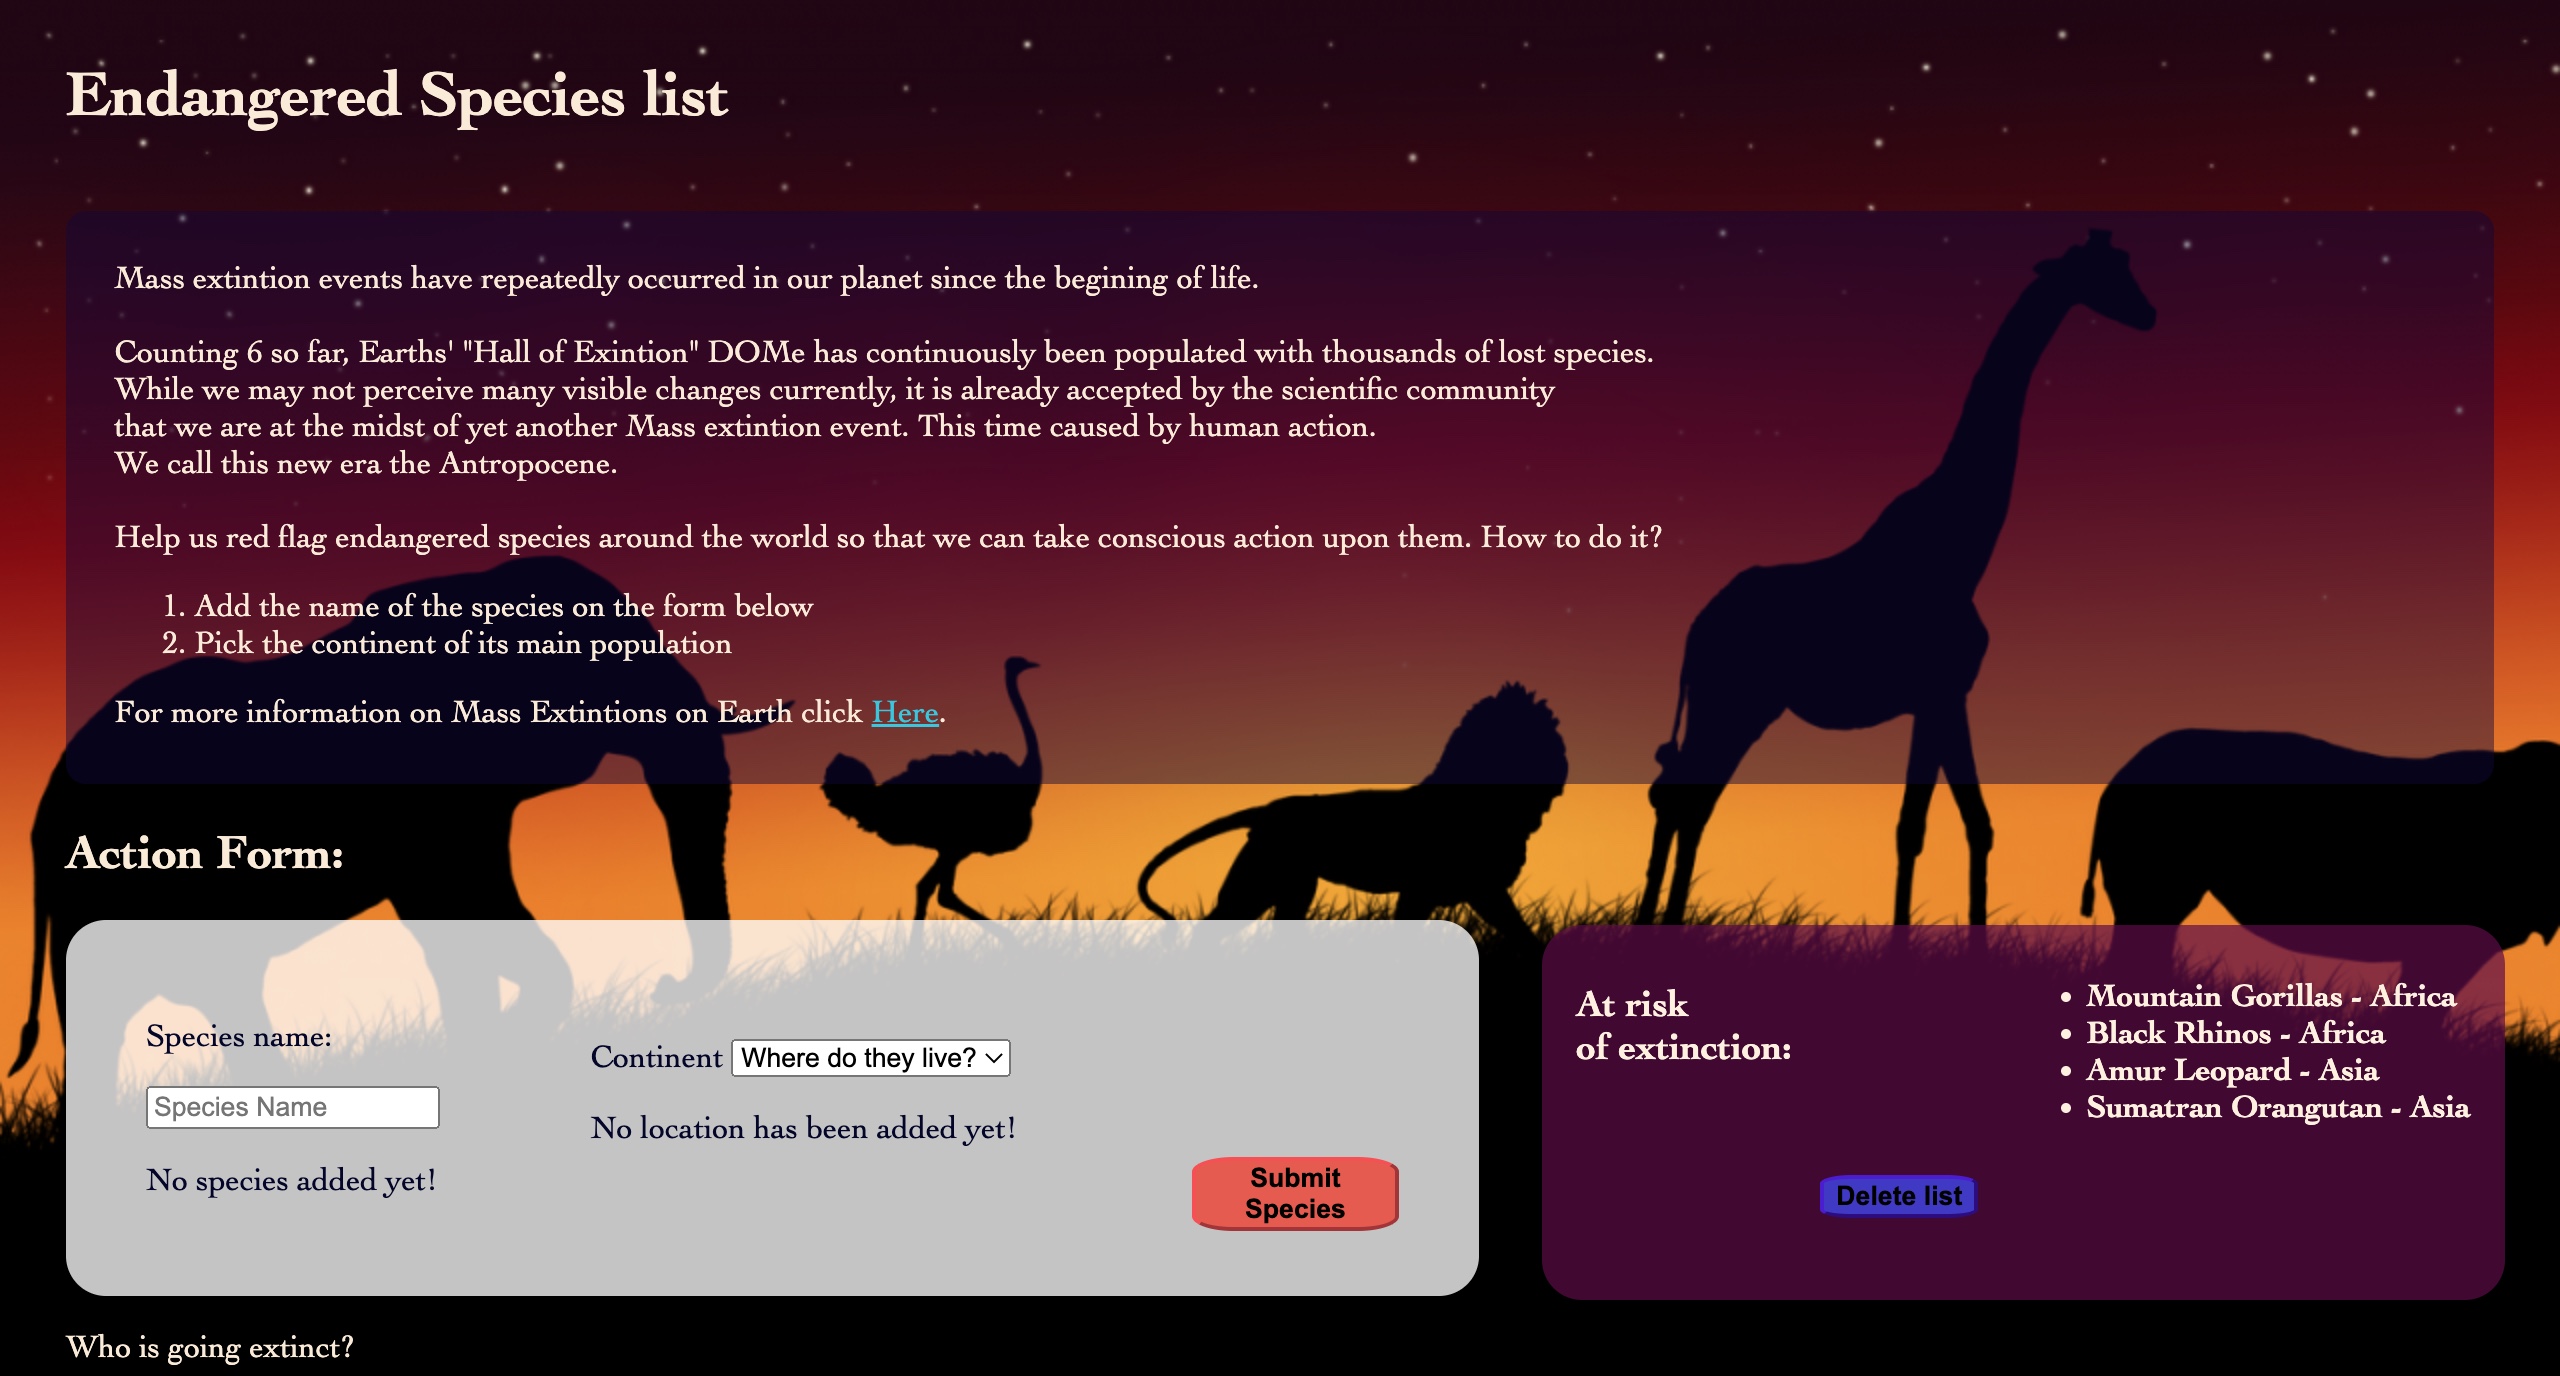 Endangered Species list
Mass extintion events have repeatedly occurred in our planet since the begining of life.
Counting 6 so far, Earths' "Hall of Exintion" DOMe has continuously been populated with thousands of lost species.
While we may not perceive many visible changes currently, it is already accepted by the scientific community
that we are at the midst of yet another Mass extintion event. This time caused by human action.
We call this new era the Antropocene.
Help us red flag endangered species around the world so that we can take conscious action upon them. How to do it?
1. Add the name of the species on the form below
2. Pick the continent of its main population
For more information on Mass Extintions on Earth click Here.
Action Form:
Species name:
Species Name
No species added yet!
Continent Where do they live?
No location has been added yet!
Submit
Species
At risk
of extinction:
• Mountain Gorillas - Africa
• Black Rhinos - Africa
• Amur Leopard - Asia
• Sumatran Orangutan - Asia
Delete list
Who is going extinct?